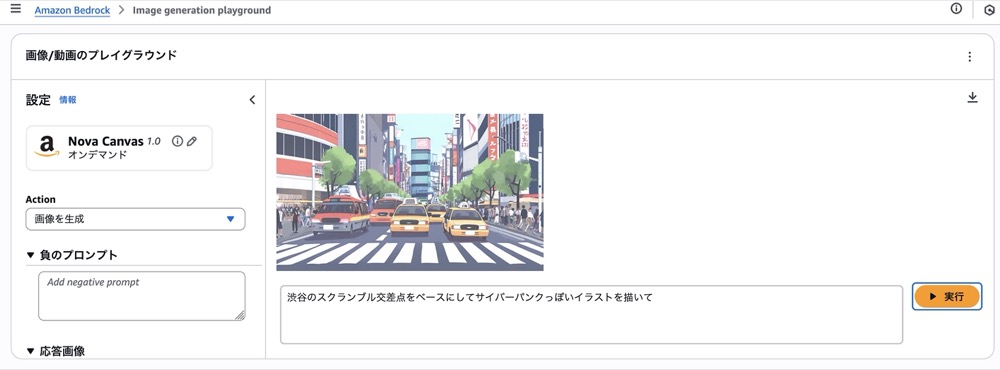 Amazon Bedrock > Image generation playground
画像/動画のプレイグラウンド
設定 情報
Nova Canvas 1.0
オンデマンド
Action
画像を生成
負のプロンプト
Add negative prompt
応答画像
渋谷のスクランブル交差点をベースにしてサイバーパンクっぽいイラストを描いて
実行